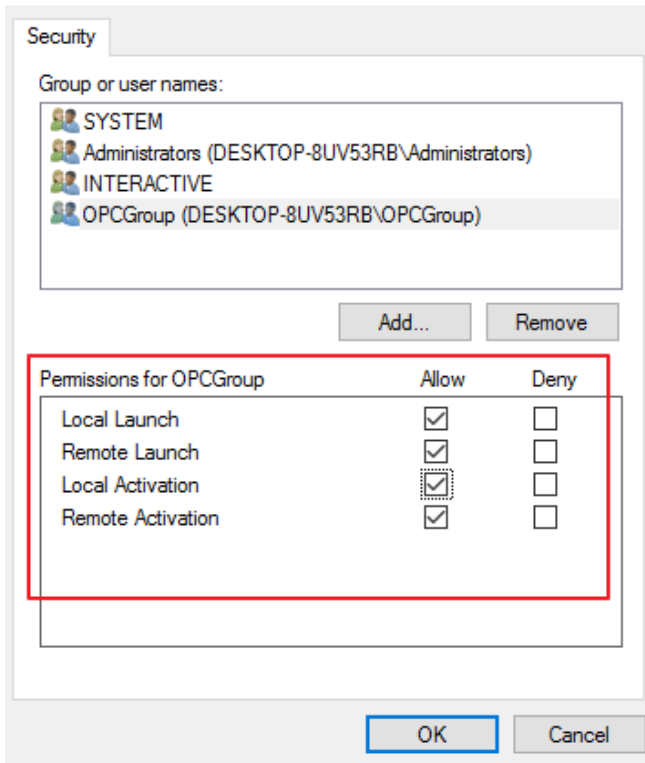 Security
Group or user names:
SYSTEM
Administrators (DESKTOP-8UV53RB\Administrators)
INTERACTIVE
OPCGroup (DESKTOP-8UV53RB\OPCGroup)
Add... Remove
Permissions for OPCGroup Allow Deny
Local Launch
Remote Launch
Local Activation
Remote Activation
OK Cancel